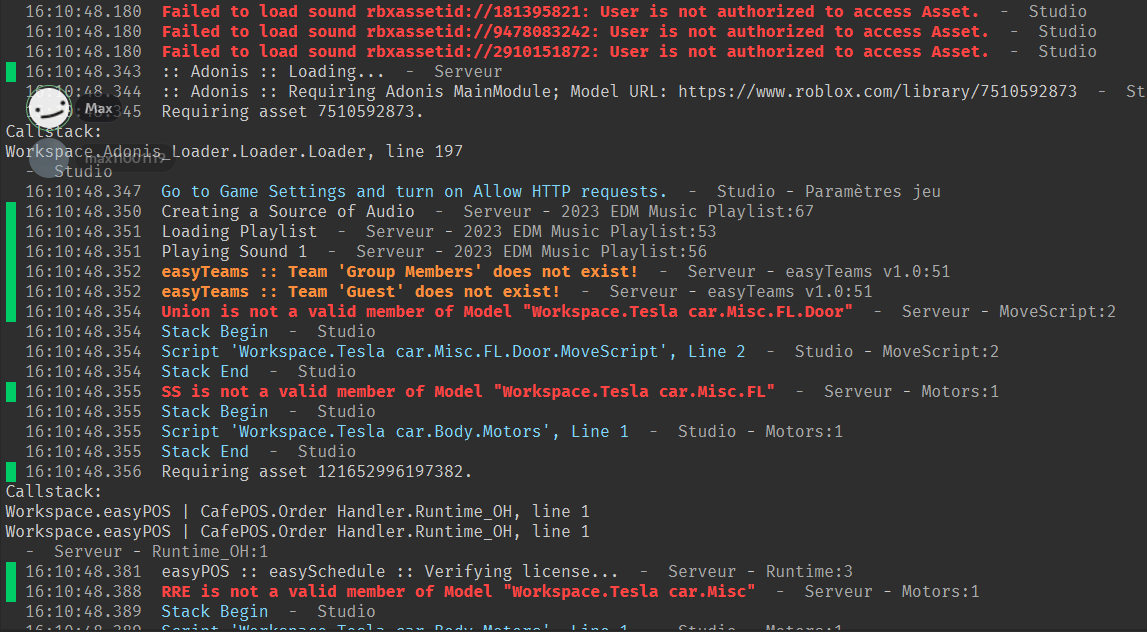 16:10:48.180 Failed to load sound rbxassetid://181395821: User is not authorized to access Asset. - Studio
16:10:48.180 Failed to load sound rbxassetid://9478083242: User is not authorized to access Asset. - Studio
16:10:48.180 Failed to load sound rbxassetid://2910151872: User is not authorized to access Asset. - Studio
16:10:48.343 :: Adonis :: Loading... - Serveur
16:10:48.344 :: Adonis :: Requiring Adonis MainModule; Model URL: https://www.roblox.com/library/7510592873 - St
Max
345 Requiring asset 7510592873.
Callstack:
Workspace.Adonis_Loader.Loader.Loader, line 197
- Studio
16:10:48.347 Go to Game Settings and turn on Allow HTTP requests. - Studio - Paramètres jeu
16:10:48.350 Creating a Source of Audio - Serveur - 2023 EDM Music Playlist:67
16:10:48.351 Loading Playlist - Serveur - 2023 EDM Music Playlist:53
16:10:48.351 Playing Sound 1 - Serveur - 2023 EDM Music Playlist:56
16:10:48.352 easyTeams :: Team 'Group Members' does not exist! - Serveur - easyTeams v1.0:51
16:10:48.352 easyTeams :: Team 'Guest' does not exist! - Serveur - easyTeams v1.0:51
16:10:48.354 Union is not a valid member of Model "Workspace.Tesla car.Misc.FL.Door" - Serveur - MoveScript:2
16:10:48.354 Stack Begin - Studio
16:10:48.354 Script 'Workspace.Tesla car.Misc.FL.Door.MoveScript', Line 2 - Studio - MoveScript:2
16:10:48.354 Stack End - Studio
16:10:48.355 SS is not a valid member of Model "Workspace.Tesla car.Misc.FL" - Serveur - Motors:1
16:10:48.355 Stack Begin - Studio
16:10:48.355 Script 'Workspace.Tesla car.Body.Motors', Line 1 - Studio - Motors:1
16:10:48.355 Stack End - Studio
16:10:48.356 Requiring asset 121652996197382.
Callstack:
Workspace.easyPOS | CafePOS.Order Handler.Runtime_OH, line 1
Workspace.easyPOS | CafePOS.Order Handler.Runtime_OH, line 1
- Serveur - Runtime_OH:1
16:10:48.381 easyPOS :: easySchedule :: Verifying license... - Serveur - Runtime:3
16:10:48.388 RRE is not a valid member of Model "Workspace.Tesla car.Misc" - Serveur - Motors:1
16:10:48.389 Stack Begin - Studio
16:10:48.389 Script 'Workspace.Tesla car.Body.Motors', Line 1 - Studio - Motors:1